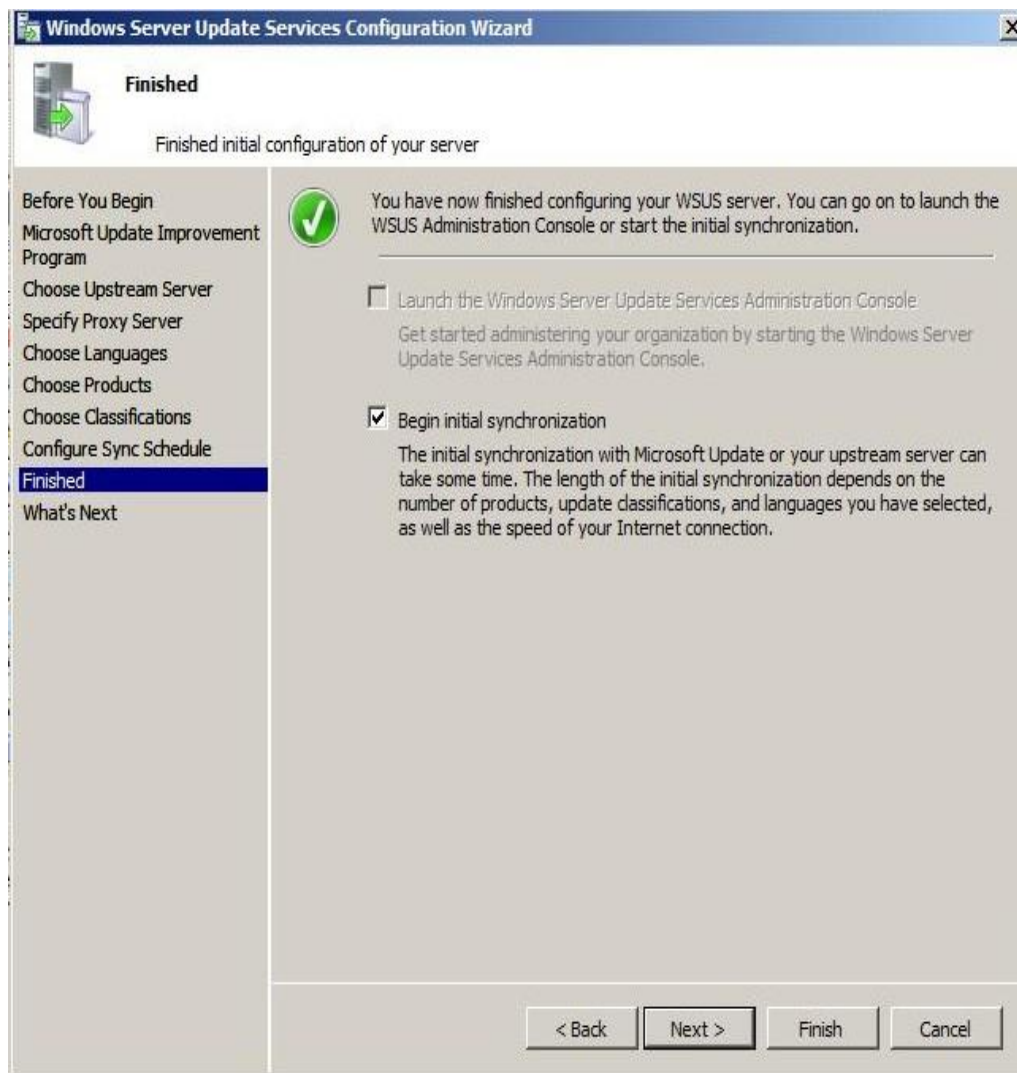 Windows Server Update Services Configuration Wizard
Finished
Finished initial configuration of your server
Before You Begin
Microsoft Update Improvement
Program
Choose Upstream Server
Specify Proxy Server
Choose Languages
Choose Products
Choose Classifications
Configure Sync Schedule
Finished
What's Next
You have now finished configuring your WSUS server. You can go on to launch the
WSUS Administration Console or start the initial synchronization.
Launch the Windows Server Update Services Administration Console
Get started administering your organization by starting the Windows Server
Update Services Administration Console.
Begin initial synchronization
The initial synchronization with Microsoft Update or your upstream server can
take some time. The length of the initial synchronization depends on the
number of products, update classifications, and languages you have selected,
as well as the speed of your Internet connection.
< Back
Next >
Finish
Cancel